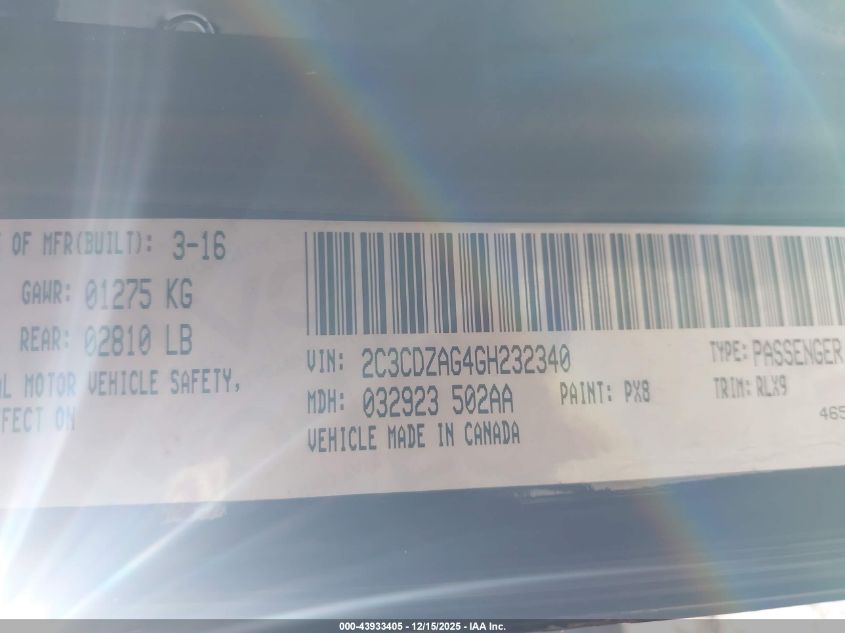 OF MFR(BUILT): 3-16
GAWR: 01275 KG
REAR: 02810 LB
MOTOR VEHICLE SAFETY,
ON
VIN: 2C3CDZAG4GH232340
MDH: 032923 502AA
VEHICLE MADE IN CANADA
PAINT: PX8
TYPE: PASSENGER
TRIM: RLX9
465
000-43933405 - 12/15/2025 - IAA Inc.